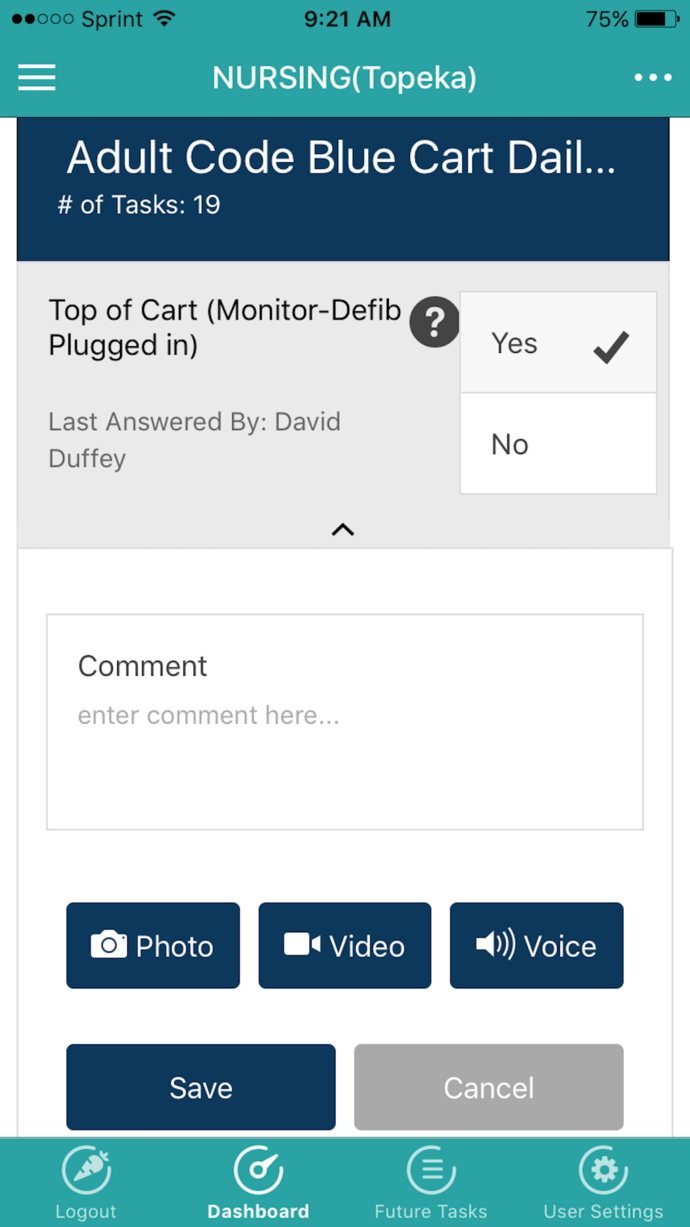 Sprint 9:21 AM 75%
NURSING(Topeka)
Adult Code Blue Cart Dail...
# of Tasks: 19
Top of Cart (Monitor-Defib
Plugged in)
?
Yes
Last Answered By: David
Duffey
No
Comment
enter comment here...
Photo Video Voice
Save Cancel
Logout Dashboard Future Tasks User Settings